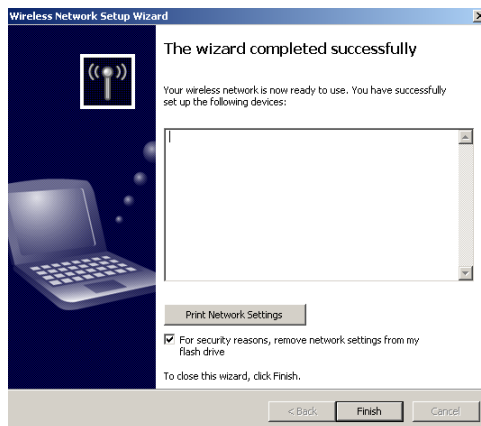 Wireless Network Setup Wizard
The wizard completed successfully
Your wireless network is now ready to use. You have successfully
set up the following devices:
Print Network Settings
For security reasons, remove network settings from my
flash drive
To close this wizard, click Finish.
< Back
Finish
Cancel